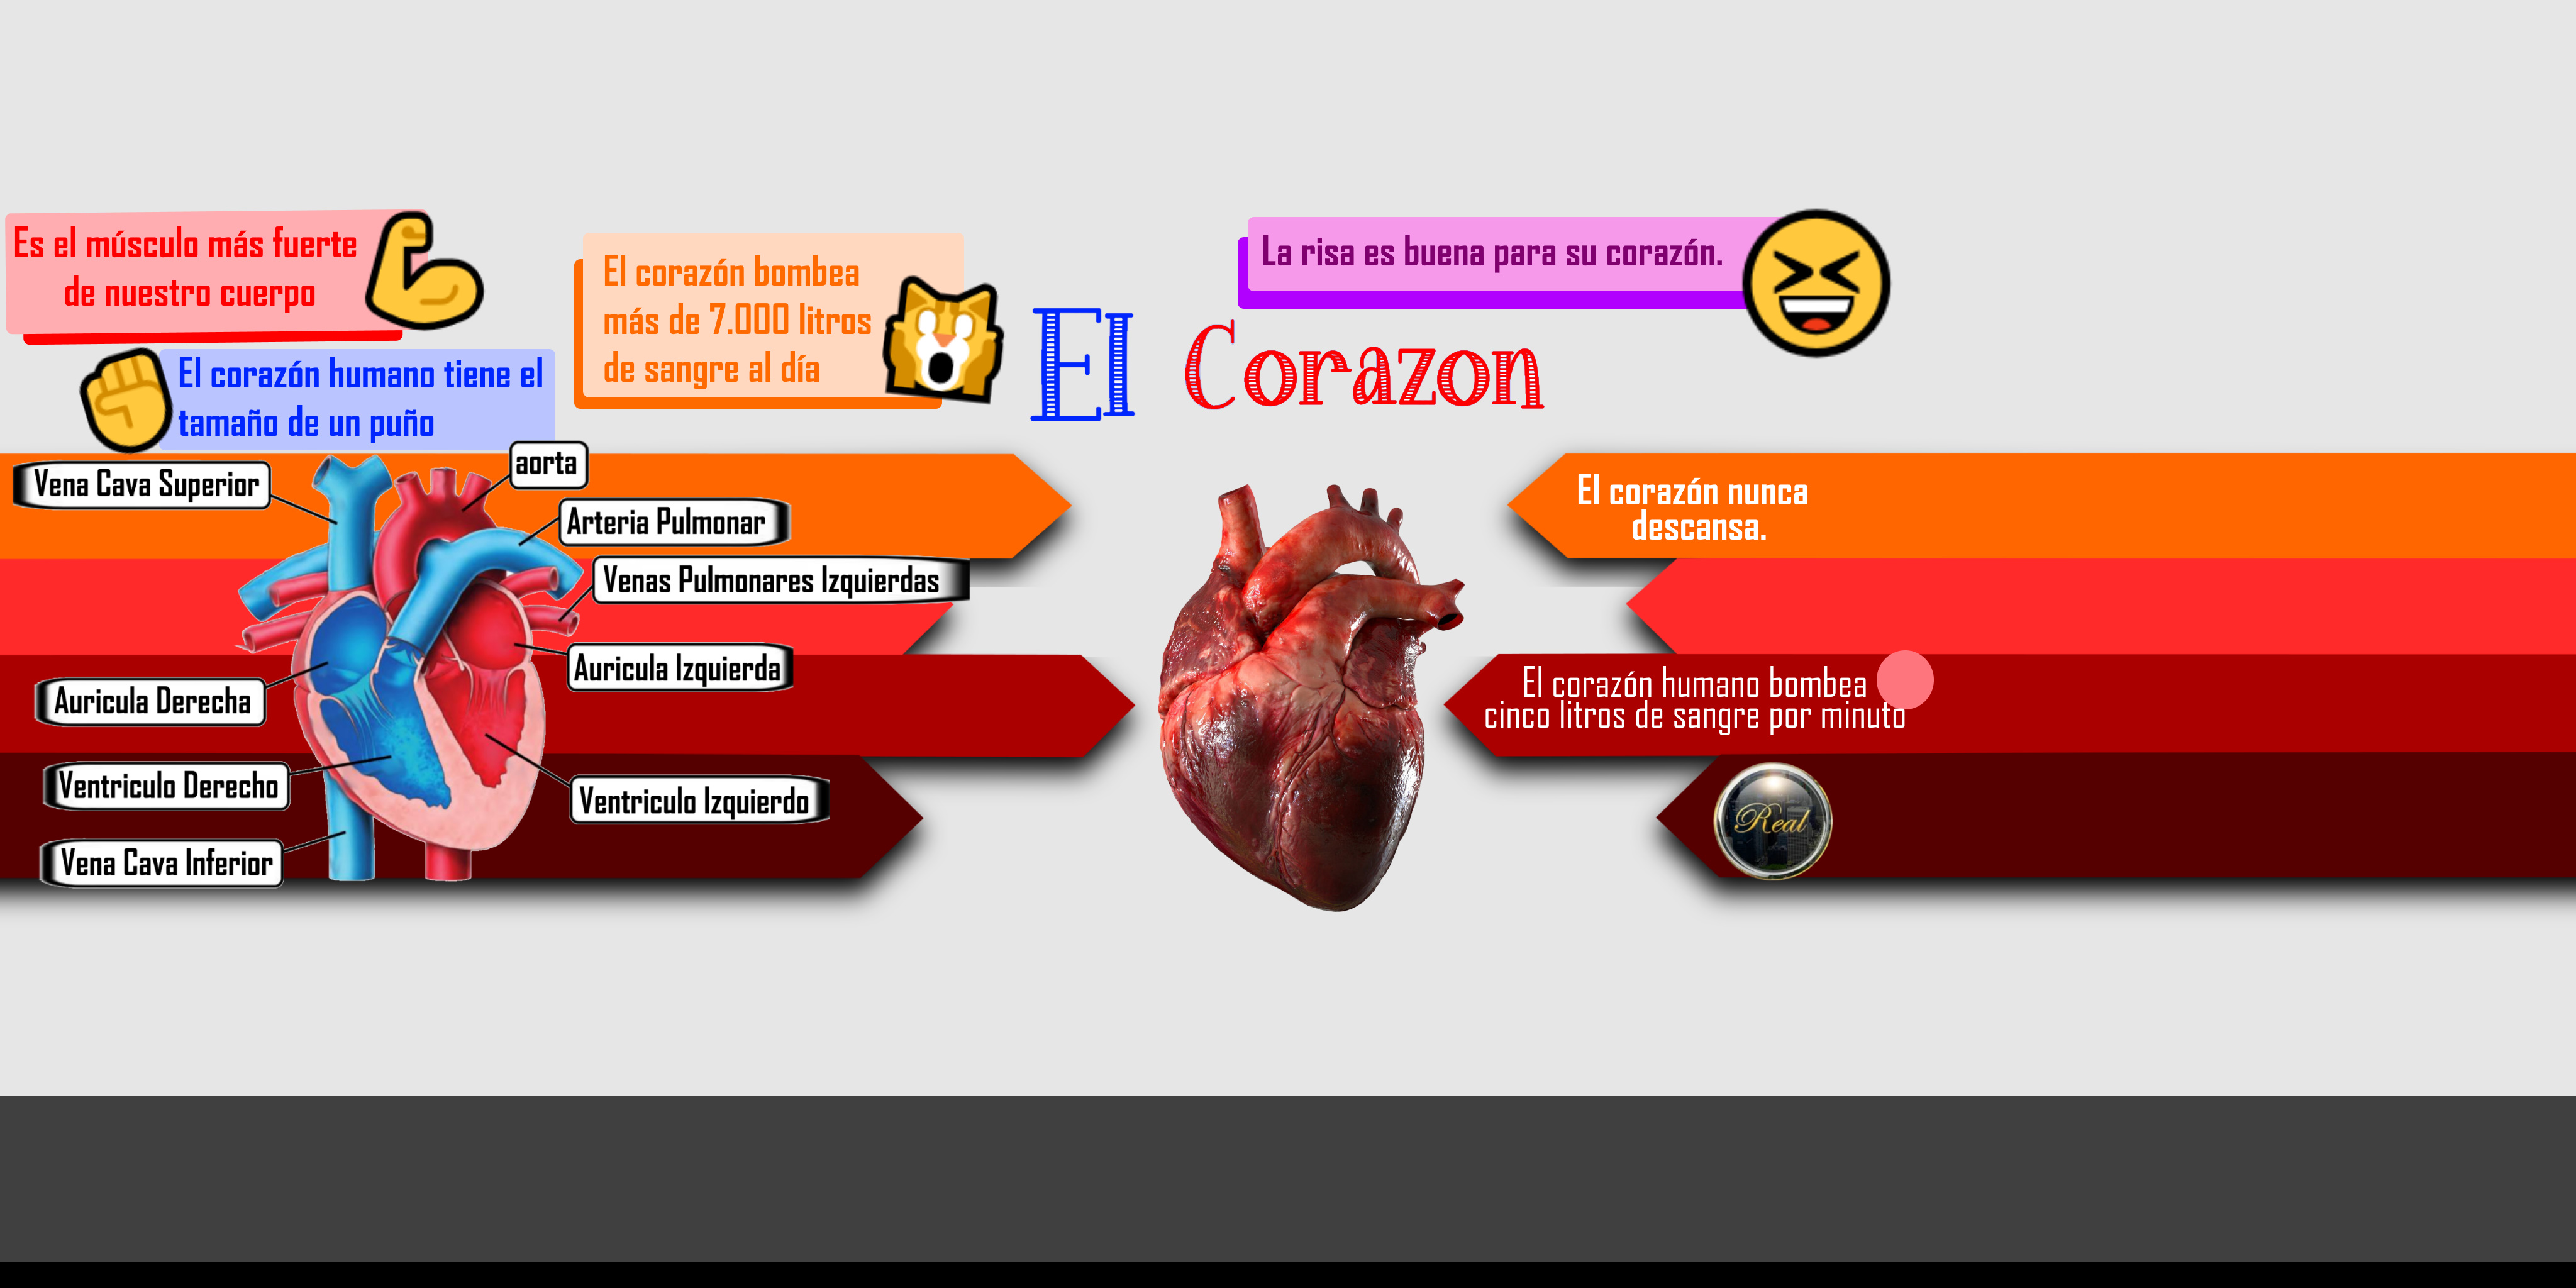 Es el músculo más fuerte
de nuestro cuerpo
El corazón humano tiene el
tamaño de un puño
El corazón bombea
más de 7.000 litros
de sangre al día
El Corazon
La risa es buena para su corazón.
Vena Cava Superior
aorta
Arteria Pulmonar
Venas Pulmonares Izquierdas
Auricula Izquierda
Auricula Derecha
Ventriculo Derecho
Ventriculo Izquierdo
Vena Cava Inferior
El corazón nunca
descansa.
El corazón humano bombea
cinco litros de sangre por minuto
Real